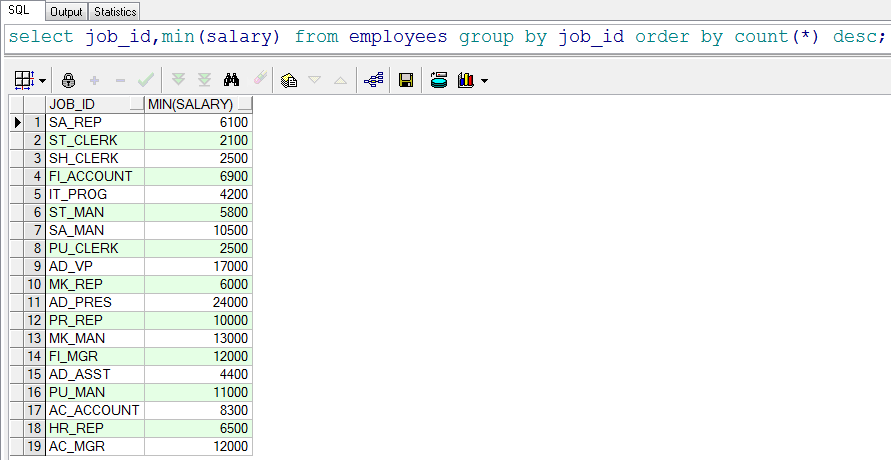 SQL Output Statistics
select job_id,min(salary) from employees group by job_id order by count(*) desc;
JOB_ID MIN(SALARY)
1 SA_REP 6100
2 ST_CLERK 2100
3 SH_CLERK 2500
4 FI_ACCOUNT 6900
5 IT_PROG 4200
6 ST_MAN 5800
7 SA_MAN 10500
8 PU_CLERK 2500
9 AD_VP 17000
10 MK_REP 6000
11 AD_PRES 24000
12 PR_REP 10000
13 MK_MAN 13000
14 FI_MGR 12000
15 AD_ASST 4400
16 PU_MAN 11000
17 AC_ACCOUNT 8300
18 HR_REP 6500
19 AC_MGR 12000